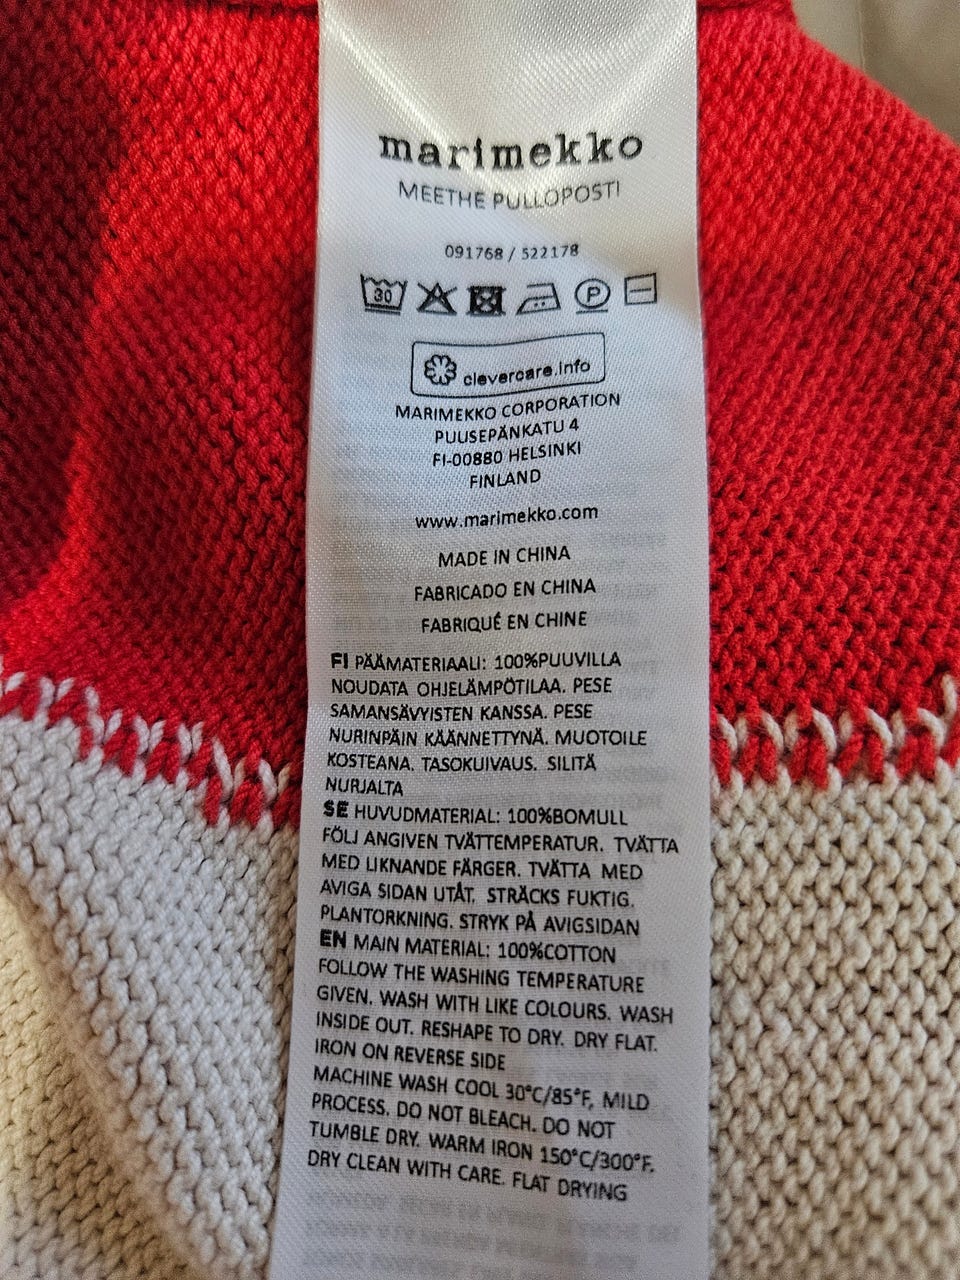 marimekko
MEETHE PULLOPOSTI
091768 / 522178
30 P
clevercare.info
MARIMEKKO CORPORATION
PUUSEPÄNKATU 4
FI-00880 HELSINKI
FINLAND
www.marimekko.com
MADE IN CHINA
FABRICADO EN CHINA
FABRIQUÉ EN CHINE
FI PÄÄMATERIAALI: 100%PUUVILLA
NOUDATA OHJELÄMPÖTILAA. PESE
SAMANSÄVYISTEN KANSSA. PESE
NURINPÄIN KÄÄNNETTYNÄ. MUOTOILE
KOSTEANA. TASOKUIVAUS. SILITÄ
NURJALTA
SE HUVUDMATERIAL: 100%BOMULL
FÖLJ ANGIVEN TVÄTTEMPERATUR. TVÄTTA
MED LIKNANDE FÄRGER. TVÄTTA MED
AVIGA SIDAN UTÅT. STRÄCKS FUKTIG.
PLANTORKNING. STRYK PÅ AVIGSIDAN
EN MAIN MATERIAL: 100%COTTON
FOLLOW THE WASHING TEMPERATURE
GIVEN. WASH WITH LIKE COLOURS. WASH
INSIDE OUT. RESHAPE TO DRY. DRY FLAT.
IRON ON REVERSE SIDE
MACHINE WASH COOL 30°C/85°F, MILD
PROCESS. DO NOT BLEACH. DO NOT
TUMBLE DRY. WARM IRON 150°C/300°F.
DRY CLEAN WITH CARE. FLAT DRYING